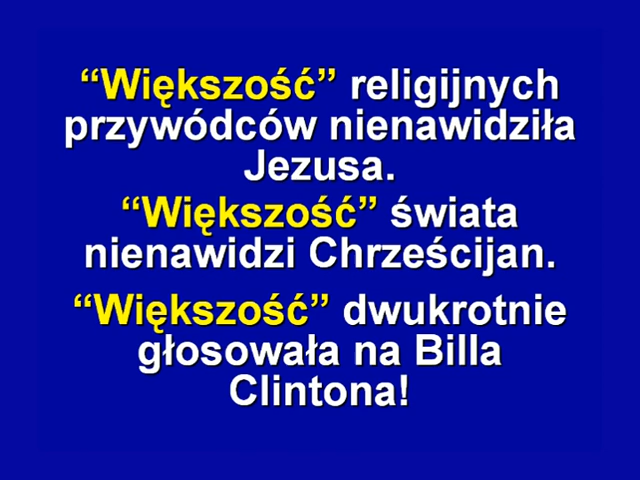 “Większość” religijnych
przywódców nienawidziła
Jezusa.
“Większość” świata
nienawidzi Chrześcijan.
“Większość” dwukrotnie
głosowała na Billa
Clintona!